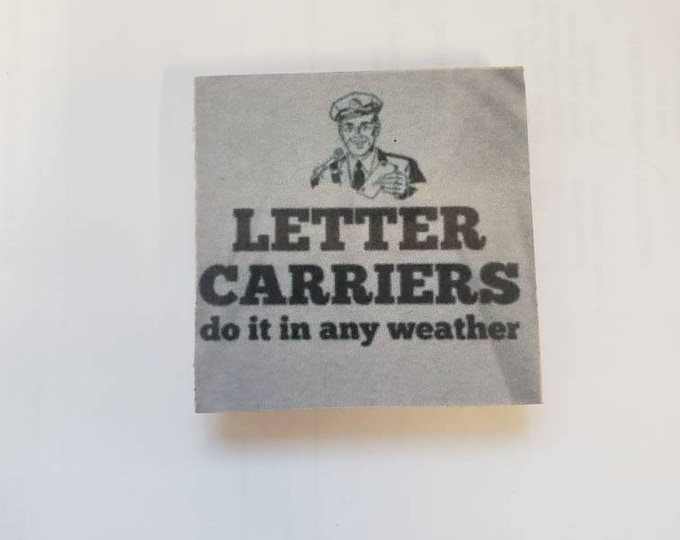 LETTER
CARRIERS
do it in any weather